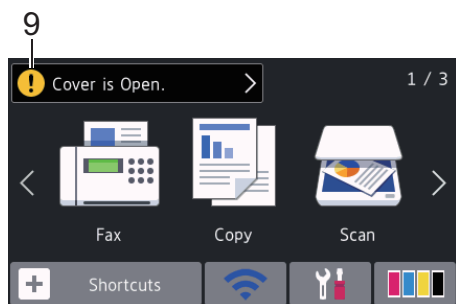 9
! Cover is Open. >
1 / 3
Fax Copy Scan
+ Shortcuts